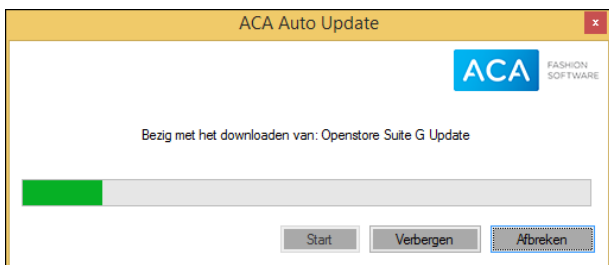 ACA Auto Update
x
ACA FASHION
SOFTWARE
Bezig met het downloaden van: Openstore Suite G Update
Start Verbergen Afbreken